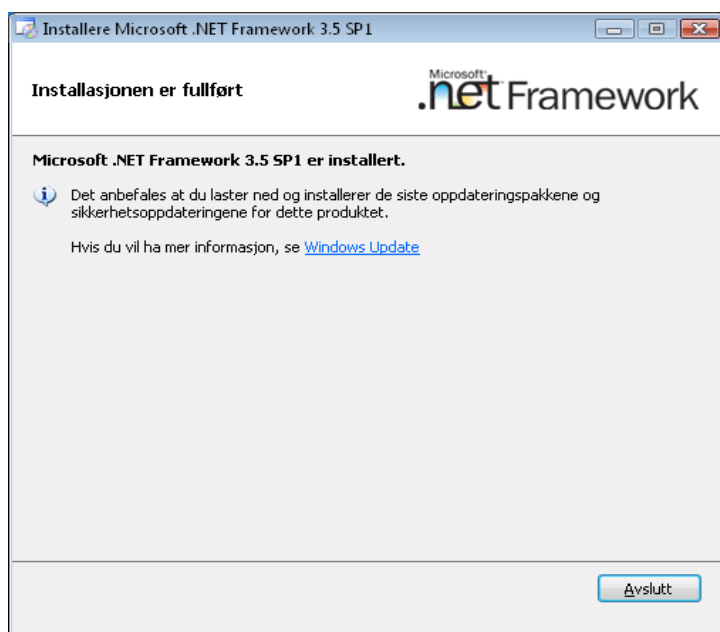 Installere Microsoft .NET Framework 3.5 SP1
Installasjonen er fullført
Microsoft®
.net Framework
Microsoft .NET Framework 3.5 SP1 er installert.
Det anbefales at du laster ned og installerer de siste oppdateringspakkene og
sikkerhetsoppdateringene for dette produktet.
Hvis du vil ha mer informasjon, se Windows Update
Avslutt